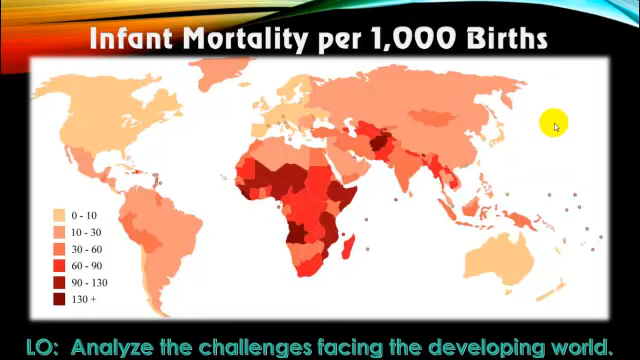 Infant Mortality per 1,000 Births
0 - 10
10 - 30
30 - 60
60 - 90
90 - 130
130 +
LO: Analyze the challenges facing the developing world.